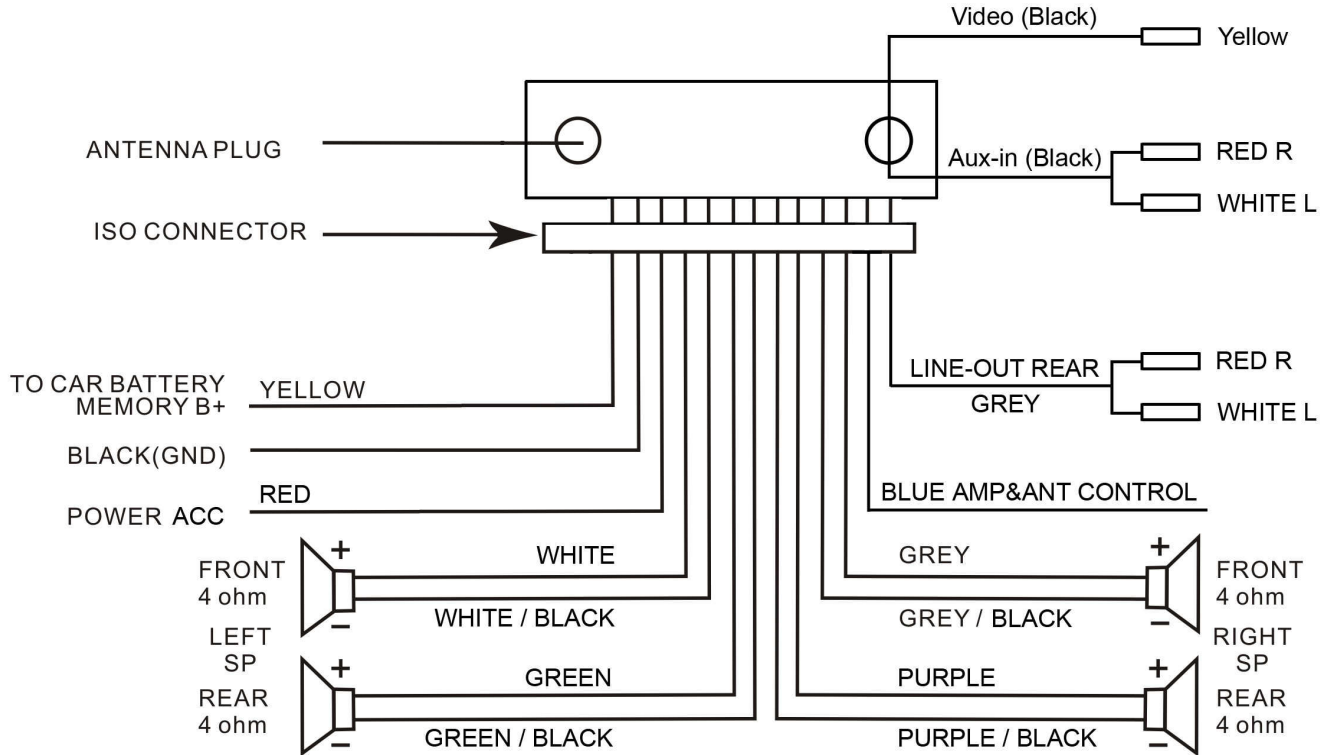 Video (Black)
Yellow
ANTENNA PLUG
Aux-in (Black)
RED R
WHITE L
ISO CONNECTOR
TO CAR BATTERY
MEMORY B+
YELLOW
LINE-OUT REAR
GREY
RED R
WHITE L
BLACK(GND)
RED
POWER ACC
BLUE AMP&ANT CONTROL
FRONT
4 ohm
+
−
WHITE
WHITE / BLACK
GREY
GREY / BLACK
+
−
FRONT
4 ohm
LEFT
SP
RIGHT
SP
REAR
4 ohm
+
−
GREEN
GREEN / BLACK
PURPLE
PURPLE / BLACK
+
−
REAR
4 ohm